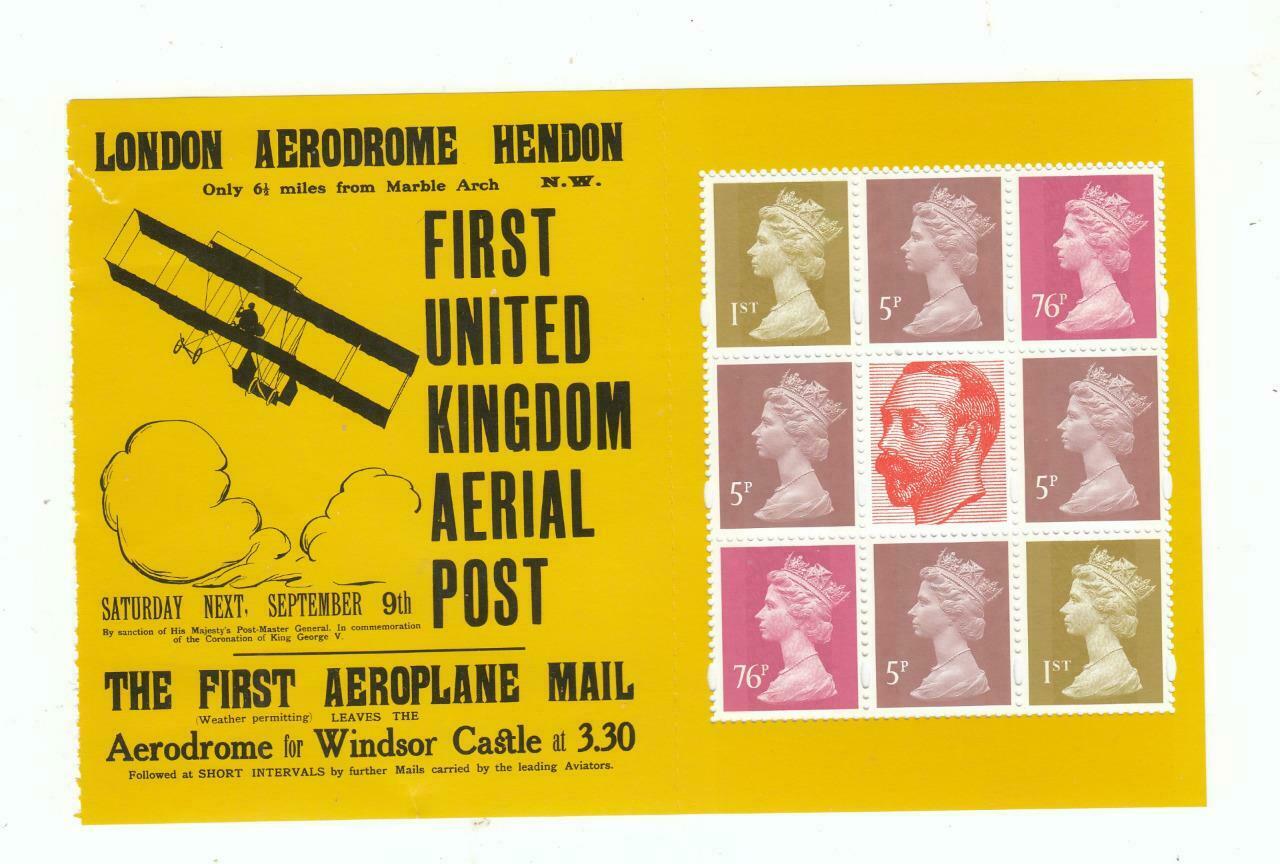 LONDON AERODROME HENDON
Only 6½ miles from Marble Arch N.W.
FIRST
UNITED
KINGDOM
AERIAL
POST
SATURDAY NEXT, SEPTEMBER 9th
By sanction of His Majesty's Post-Master General. In commemoration
of the Coronation of King George V.
THE FIRST AEROPLANE MAIL
(Weather permitting) LEAVES THE
Aerodrome for Windsor Castle at 3.30
Followed at SHORT INTERVALS by further Mails carried by the leading Aviators.
1ST
5P
76P
5P
5P
76P
5P
1ST